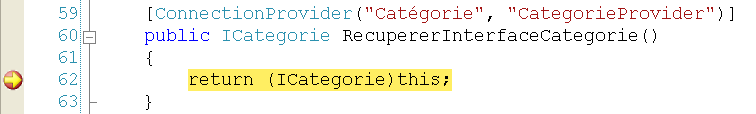 59 [ConnectionProvider("Catégorie", "CategorieProvider")]
60 public ICategorie RecupererInterfaceCategorie()
61 {
62 return (ICategorie)this;
63 }